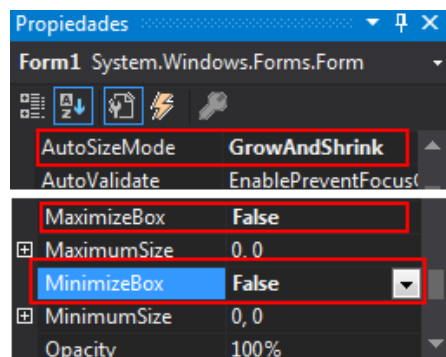 Propiedades
Form1 System.Windows.Forms.Form
AutoSizeMode GrowAndShrink
AutoValidate EnablePreventFocus
MaximizeBox False
MaximumSize 0, 0
MinimizeBox False
MinimumSize 0, 0
Opacity 100%